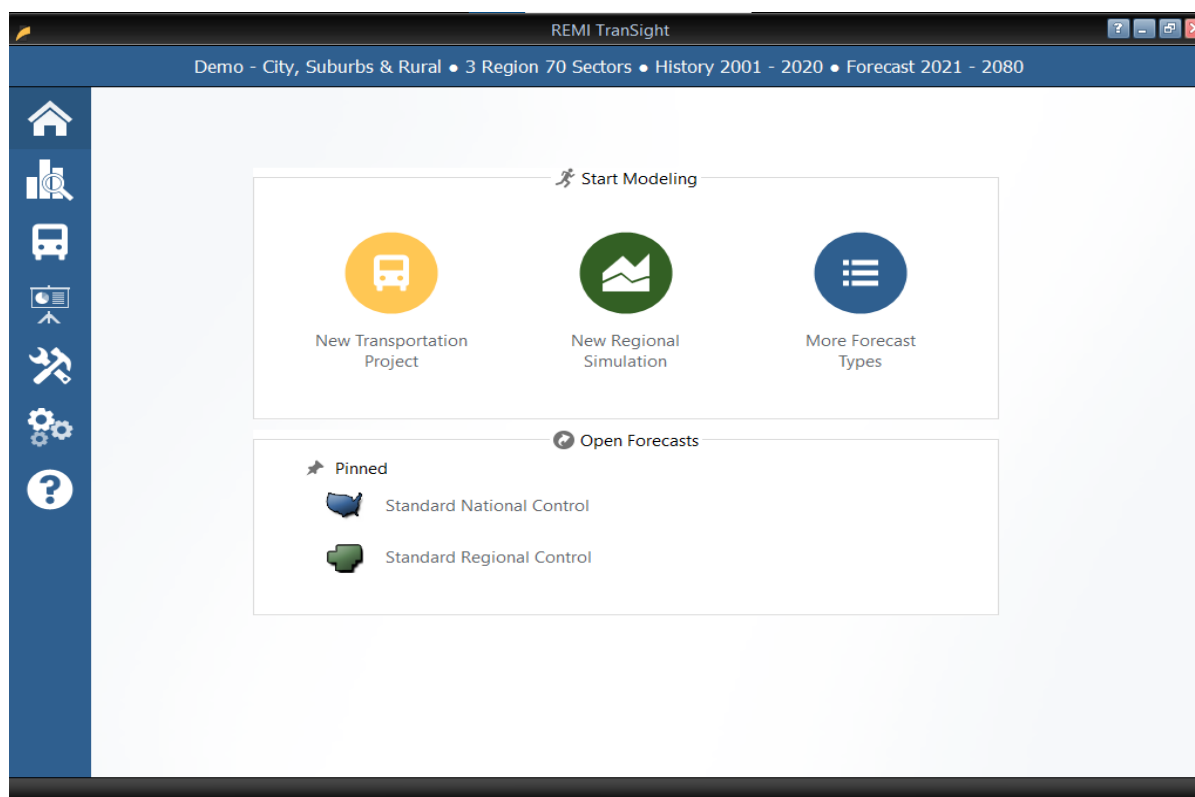 REMI TranSight
Demo - City, Suburbs & Rural ● 3 Region 70 Sectors ● History 2001 - 2020 ● Forecast 2021 - 2080
Start Modeling
New Transportation
Project
New Regional
Simulation
More Forecast
Types
Open Forecasts
Pinned
Standard National Control
Standard Regional Control